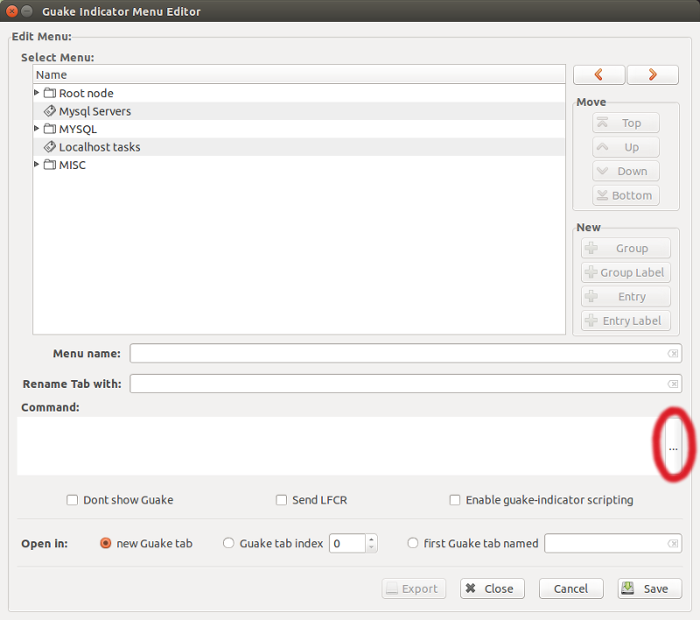 Guake Indicator Menu Editor
Edit Menu:
Select Menu:
Name
Root node
Mysql Servers
MYSQL
Localhost tasks
MISC
Move
Top
Up
Down
Bottom
New
Group
Group Label
Entry
Entry Label
Menu name:
Rename Tab with:
Command:
...
Dont show Guake Send LFCR Enable guake-indicator scripting
Open in: new Guake tab Guake tab index 0 first Guake tab named
Export Close Cancel Save